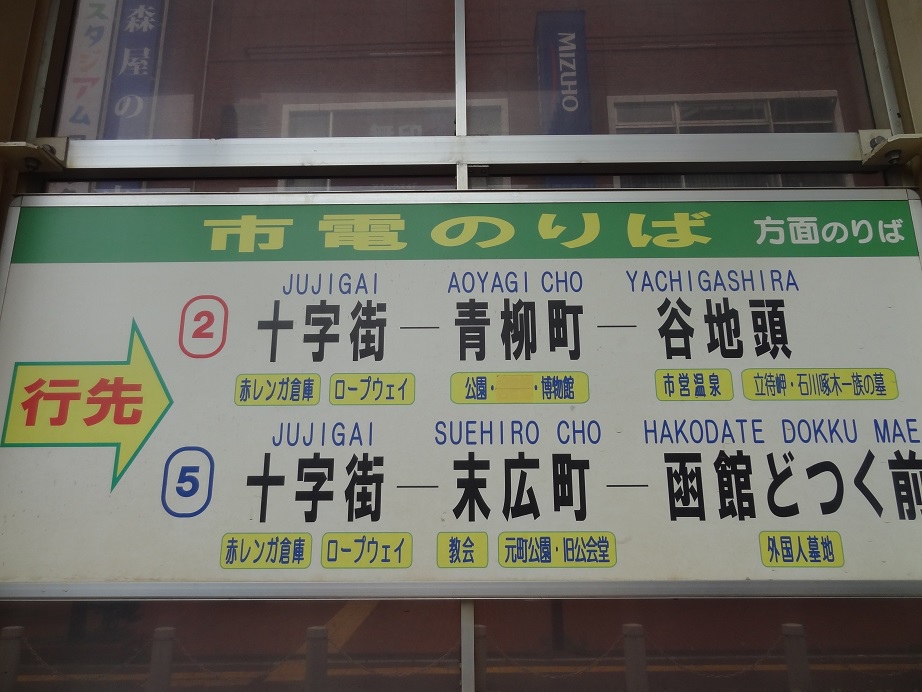 スタジアム
森屋の
MIZUHO
市電のりば 方面のりば
JUJIGAI AOYAGI CHO YACHIGASHIRA
② 十字街 — 青柳町 — 谷地頭
赤レンガ倉庫 ロープウェイ 公園・ ・博物館 市営温泉 立待岬・石川啄木一族の墓
行先
JUJIGAI SUEHIRO CHO HAKODATE DOKKU MAE
⑤ 十字街 — 末広町 — 函館どつく前
赤レンガ倉庫 ロープウェイ 教会 元町公園・旧公会堂 外国人墓地